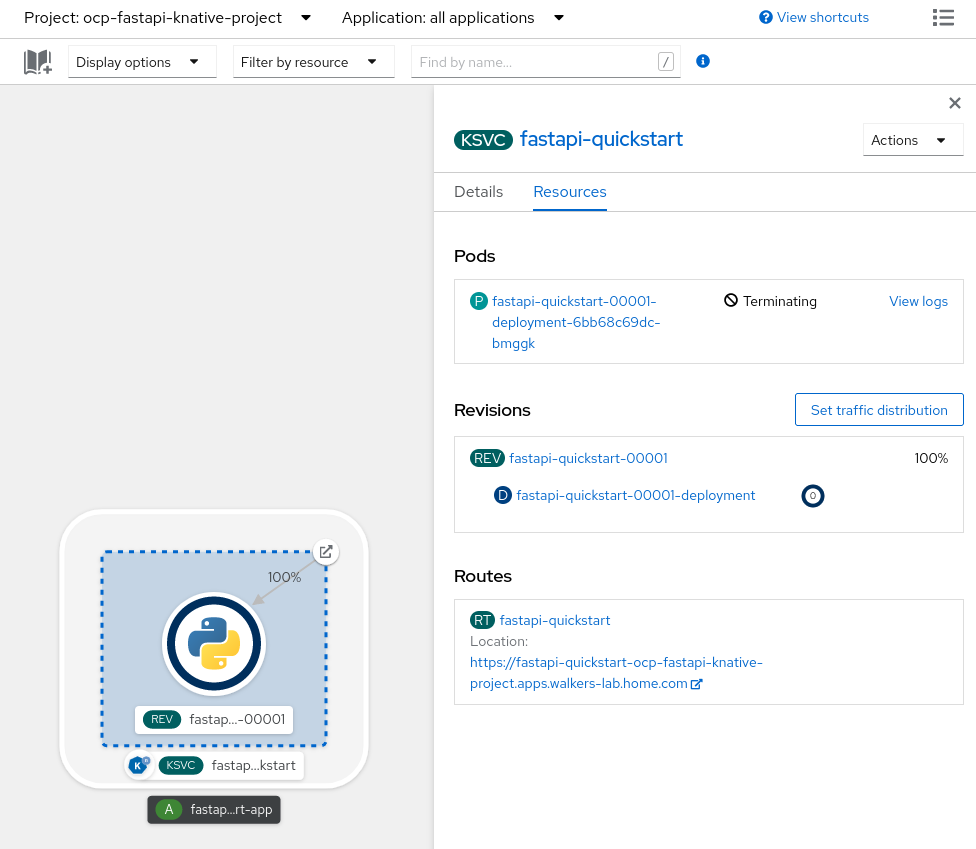 Project: ocp-fastapi-knative-project
Application: all applications
View shortcuts
Display options
Filter by resource
Find by name...
/
KSVC fastapi-quickstart
Actions
Details
Resources
Pods
P fastapi-quickstart-00001-
deployment-6bb68c69dc-
bmggk
Terminating
View logs
Revisions
Set traffic distribution
REV fastapi-quickstart-00001
100%
D fastapi-quickstart-00001-deployment
0
Routes
RT fastapi-quickstart
Location:
https://fastapi-quickstart-ocp-fastapi-knative-
project.apps.walkers-lab.home.com
100%
REV fastap...-00001
K
KSVC fastap...kstart
A fastap...rt-app